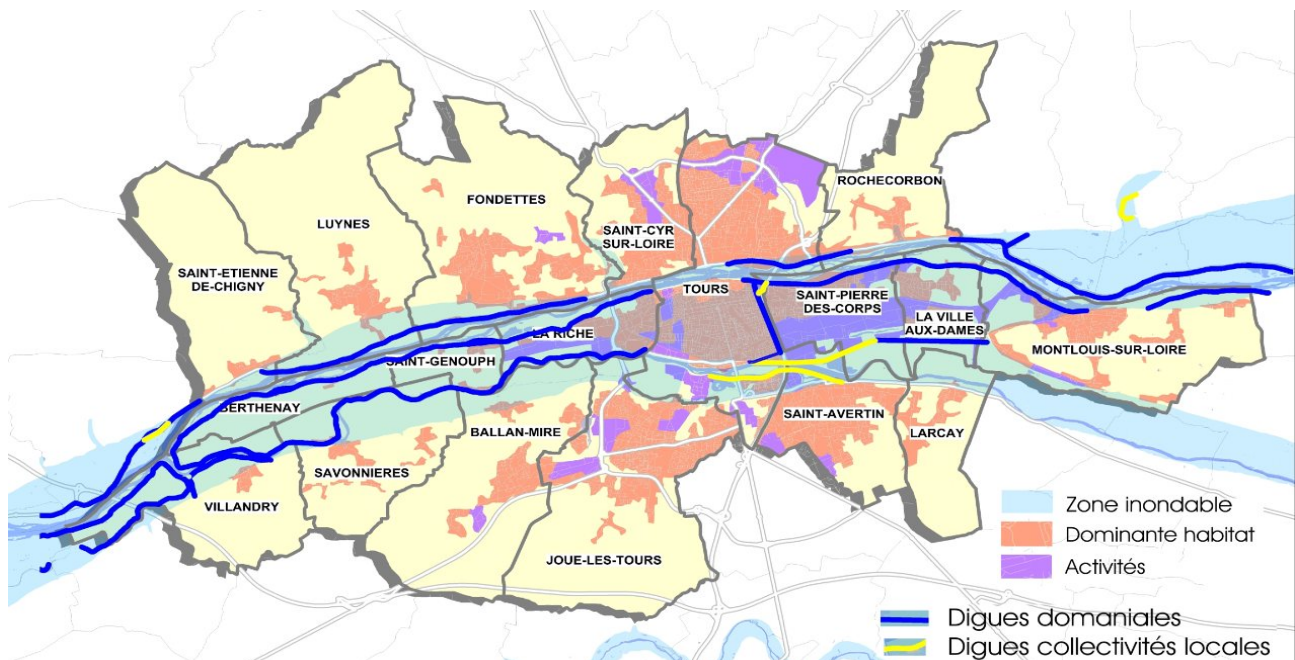 ROCHECORBON
FONDETTES
LUYNES
SAINT-CYR
SUR-LOIRE
SAINT-ETIENNE
DE-CHIGNY
TOURS
SAINT-PIERRE
DES-CORPS
LA VILLE
AUX-DAMES
LA RICHE
MONTLOUIS-SUR-LOIRE
SAINT-GENOUPH
BERTHENAY
SAINT-AVERTIN
BALLAN-MIRE
LARCAY
SAVONNIERES
VILLANDRY
JOUE-LES-TOURS
Zone inondable
Dominante habitat
Activités
Digues domaniales
Digues collectivités locales